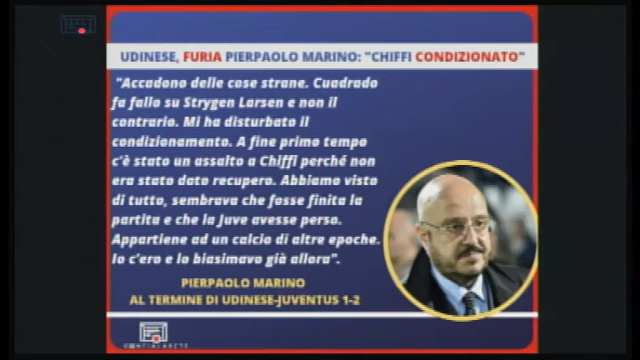 UDINESE, FURIA PIERPAOLO MARINO: "CHIFFI CONDIZIONATO"
"Accadono delle cose strane. Cuadrado
fa fallo su Strygen Larsen e non il
contrario. Mi ha disturbato il
condizionamento. A fine primo tempo
c'è stato un assalto a Chiffi perché non
era stato dato recupero. Abbiamo visto
di tutto, sembrava che fosse finita la
partita e che la Juve avesse perso.
Appartiene ad un calcio di altre epoche.
Io c'ero e lo biasimavo già allora".
PIERPAOLO MARINO
AL TERMINE DI UDINESE-JUVENTUS 1-2